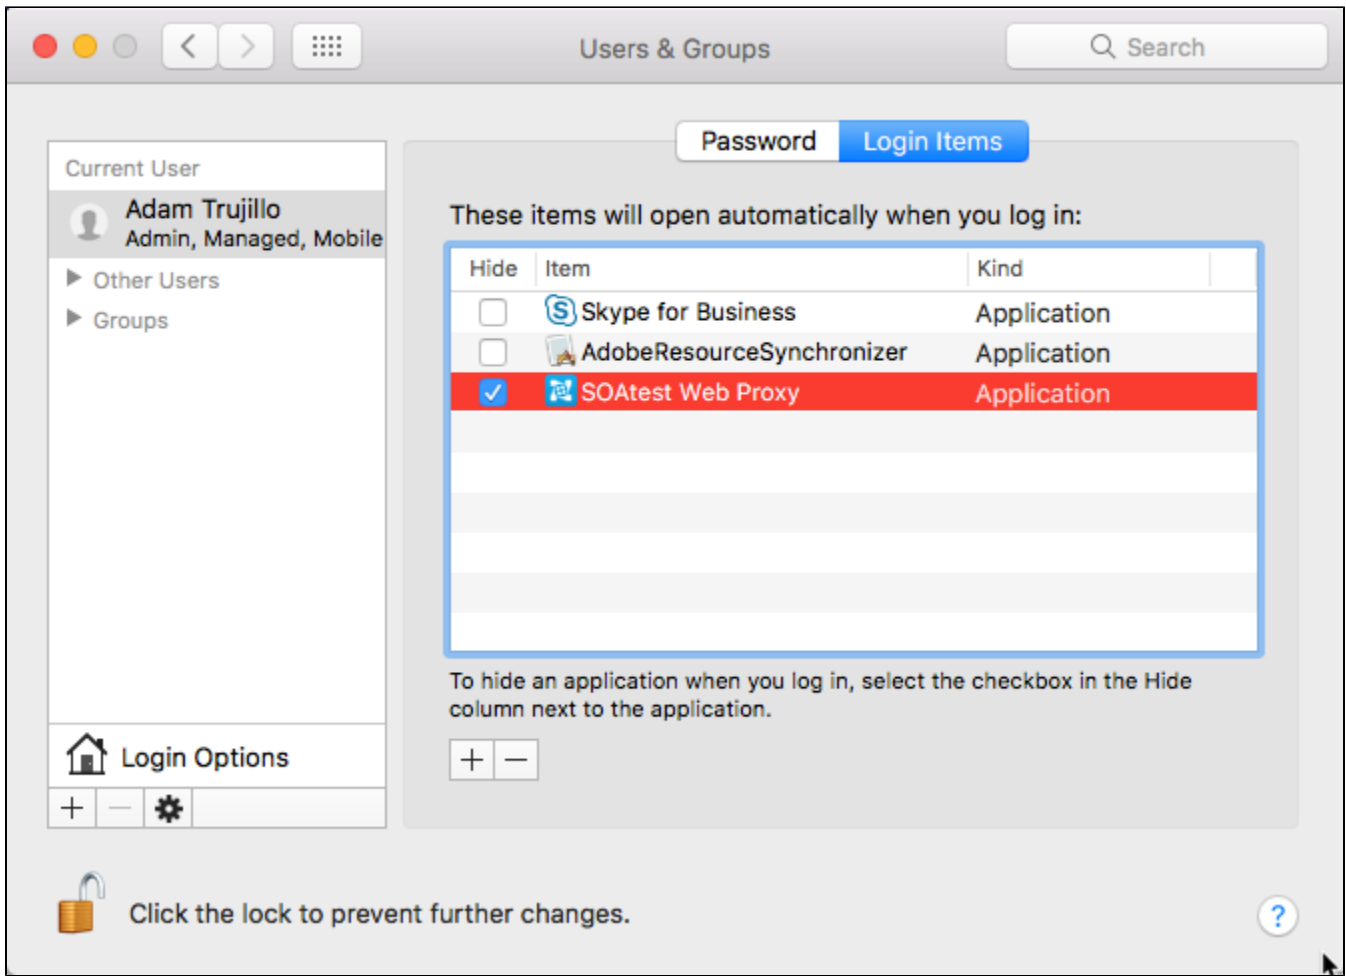 Users & Groups
Search
Password
Login Items
Current User
Adam Trujillo
Admin, Managed, Mobile
Other Users
Groups
These items will open automatically when you log in:
Hide Item Kind
Skype for Business Application
AdobeResourceSynchronizer Application
SOAtest Web Proxy Application
To hide an application when you log in, select the checkbox in the Hide
column next to the application.
+ −
Login Options
+ −
Click the lock to prevent further changes.
?